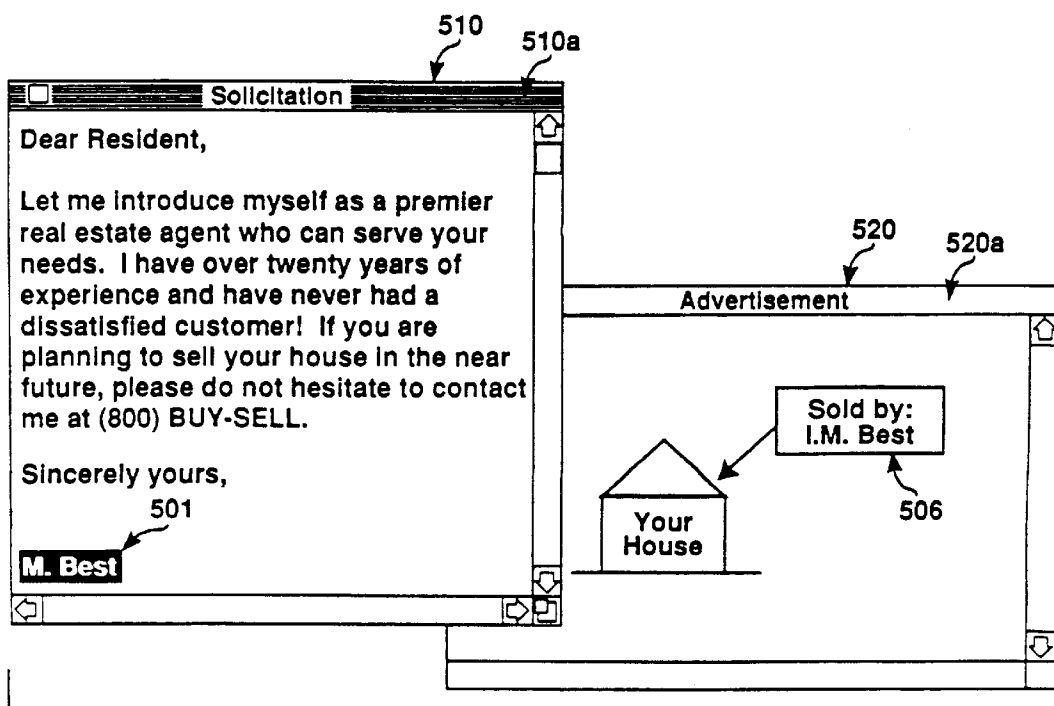 510
510a
Solicitation
Dear Resident,
Let me introduce myself as a premier
real estate agent who can serve your
needs. I have over twenty years of
experience and have never had a
dissatisfied customer! If you are
planning to sell your house in the near
future, please do not hesitate to contact
me at (800) BUY-SELL.
Sincerely yours,
501
M. Best
520
520a
Advertisement
Sold by:
I.M. Best
506
Your
House